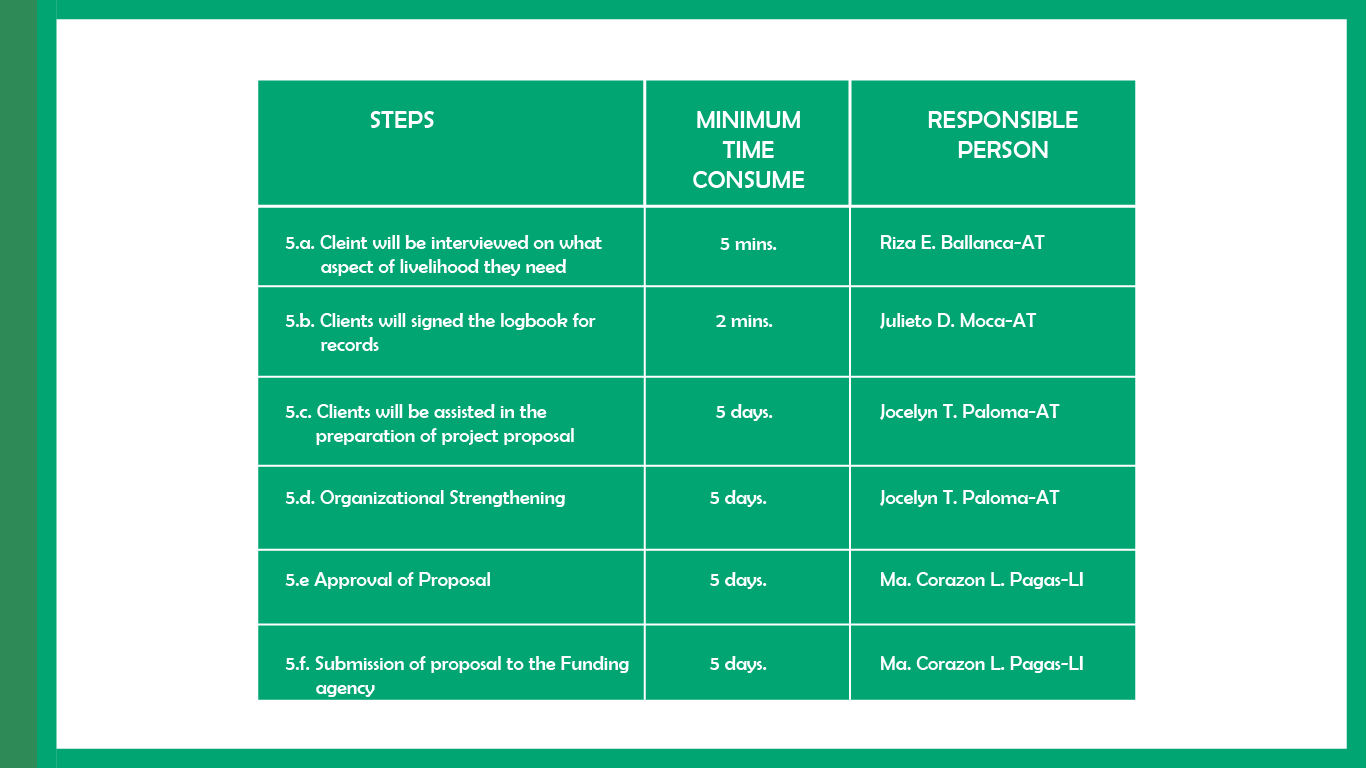 STEPS
MINIMUM
TIME
CONSUME
RESPONSIBLE
PERSON
5.a. Cleint will be interviewed on what
aspect of livelihood they need
5 mins.
Riza E. Ballanca-AT
5.b. Clients will signed the logbook for
records
2 mins.
Julieto D. Moca-AT
5.c. Clients will be assisted in the
preparation of project proposal
5 days.
Jocelyn T. Paloma-AT
5.d. Organizational Strengthening
5 days.
Jocelyn T. Paloma-AT
5.e Approval of Proposal
5 days.
Ma. Corazon L. Pagas-LI
5.f. Submission of proposal to the Funding
agency
5 days.
Ma. Corazon L. Pagas-LI